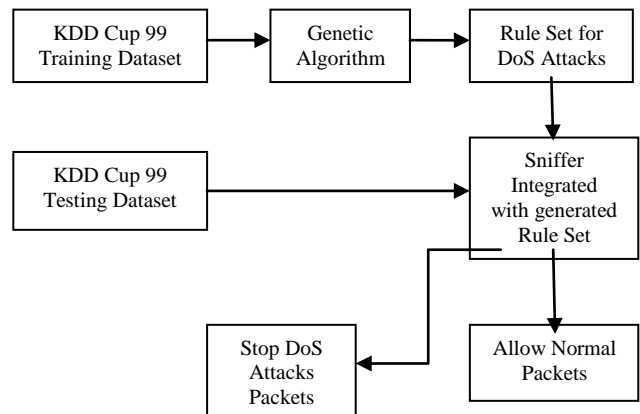 KDD Cup 99
Training Dataset
Genetic
Algorithm
Rule Set for
DoS Attacks
KDD Cup 99
Testing Dataset
Sniffer
Integrated
with generated
Rule Set
Stop DoS
Attacks
Packets
Allow Normal
Packets